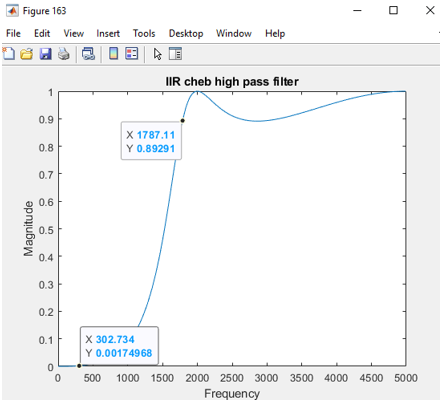 Figure 163
File Edit View Insert Tools Desktop Window Help
IIR cheb high pass filter
1
0.9
0.8
0.7
0.6
0.5
0.4
0.3
0.2
0.1
0
Magnitude
X 1787.11
Y 0.89291
X 302.734
Y 0.00174968
0 500 1000 1500 2000 2500 3000 3500 4000 4500 5000
Frequency